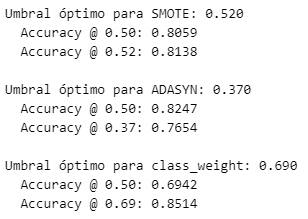 Umbral óptimo para SMOTE: 0.520
Accuracy @ 0.50: 0.8059
Accuracy @ 0.52: 0.8138
Umbral óptimo para ADASYN: 0.370
Accuracy @ 0.50: 0.8247
Accuracy @ 0.37: 0.7654
Umbral óptimo para class_weight: 0.690
Accuracy @ 0.50: 0.6942
Accuracy @ 0.69: 0.8514